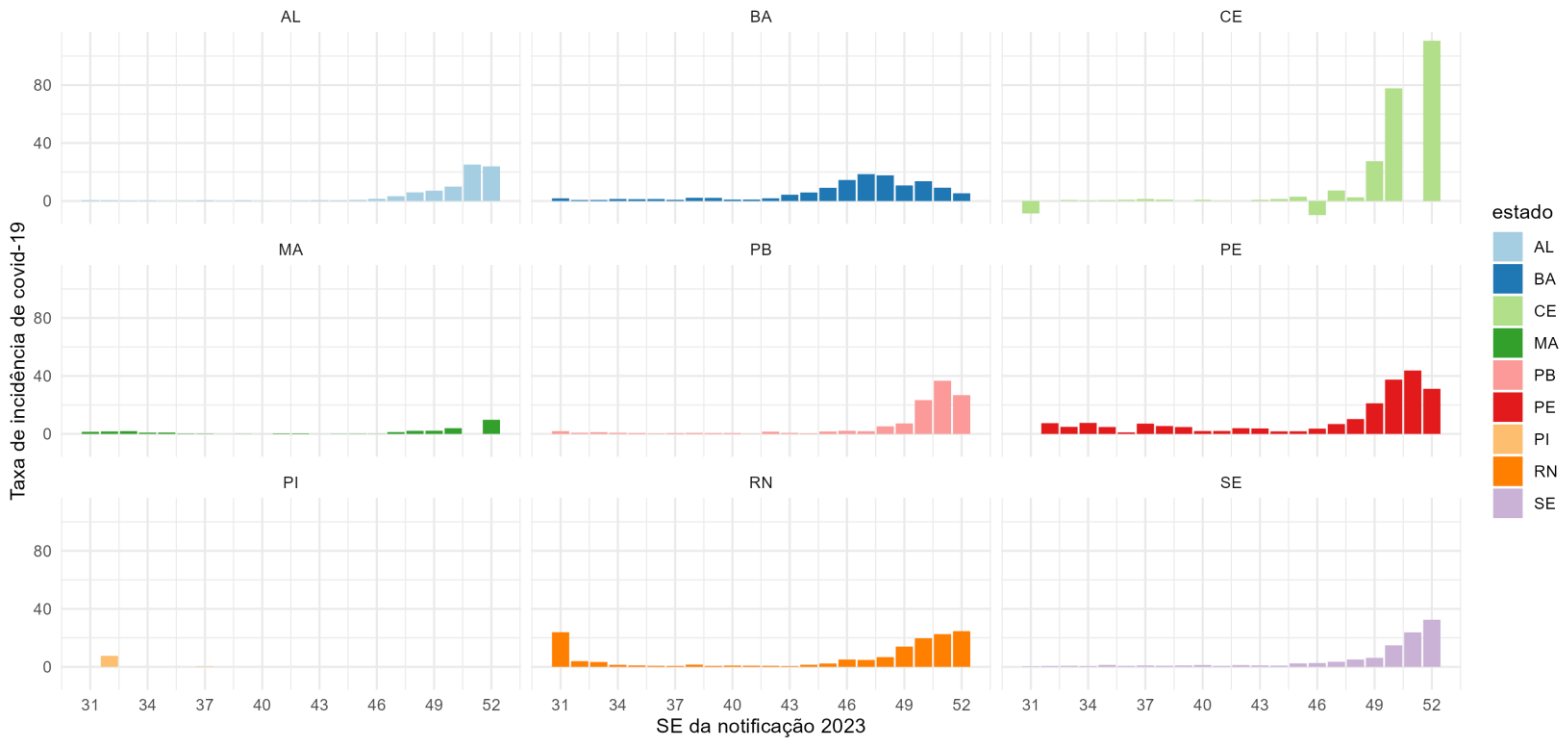 AL BA CE
80
40
0
MA PB PE
80
40
0
PI RN SE
80
40
0
31 34 37 40 43 46 49 52 31 34 37 40 43 46 49 52 31 34 37 40 43 46 49 52
SE da notificação 2023
Taxa de incidência de covid-19
estado
AL
BA
CE
MA
PB
PE
PI
RN
SE